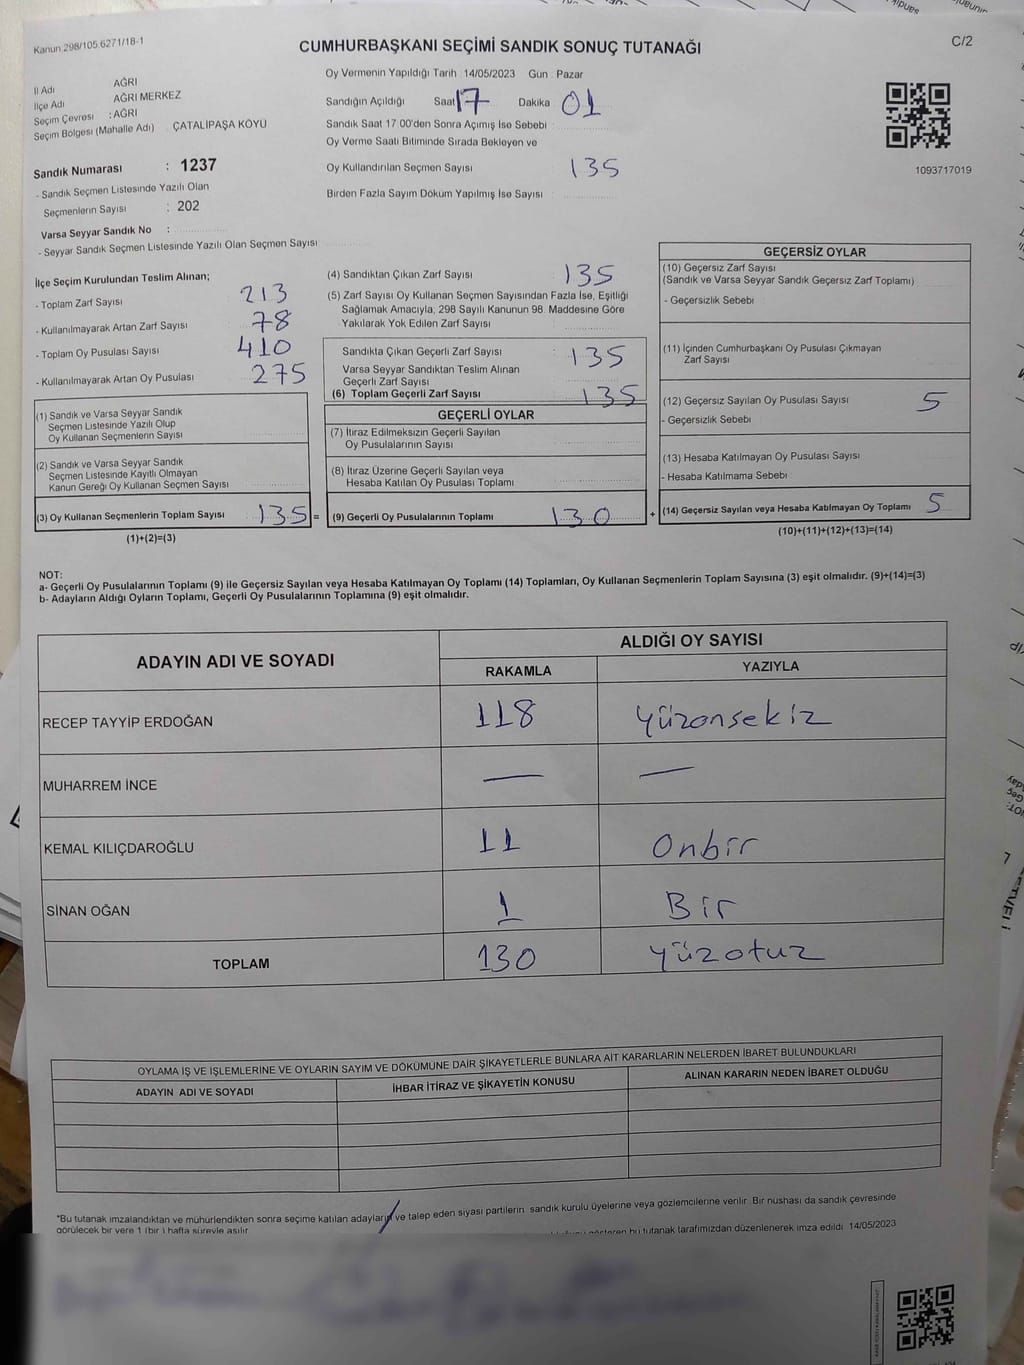 Kanun 298/105.6271/18-1
C/2
CUMHURBAŞKANI SEÇİMİ SANDIK SONUÇ TUTANAĞI
İl Adı AĞRI
İlçe Adı AĞRI MERKEZ
Seçim Çevresi : AĞRI
Seçim Bölgesi (Mahalle Adı) ÇATALİPAŞA KÖYÜ
Sandık Numarası : 1237
- Sandık Seçmen Listesinde Yazılı Olan
Seçmenlerin Sayısı : 202
Varsa Seyyar Sandık No :
- Seyyar Sandık Seçmen Listesinde Yazılı Olan Seçmen Sayısı
Oy Vermenin Yapıldığı Tarih : 14/05/2023 Gün : Pazar
Sandığın Açıldığı Saat 17 Dakika 01
Sandık Saat 17:00'den Sonra Açımış İse Sebebi
Oy Verme Saati Bitiminde Sırada Bekleyen ve
Oy Kullandırılan Seçmen Sayısı 135
Birden Fazla Sayım Döküm Yapılmış İse Sayısı
1093717019
İlçe Seçim Kurulundan Teslim Alınan;
- Toplam Zarf Sayısı 213
- Kullanılmayarak Artan Zarf Sayısı 78
- Toplam Oy Pusulası Sayısı 410
- Kullanılmayarak Artan Oy Pusulası 275
(1) Sandık ve Varsa Seyyar Sandık
Seçmen Listesinde Yazılı Olup
Oy Kullanan Seçmenlerin Sayısı
(2) Sandık ve Varsa Seyyar Sandık
Seçmen Listesinde Kayıtlı Olmayan
Kanun Gereği Oy Kullanan Seçmen Sayısı
(3) Oy Kullanan Seçmenlerin Toplam Sayısı 135 =
(1)+(2)=(3)
(4) Sandıktan Çıkan Zarf Sayısı 135
(5) Zarf Sayısı Oy Kullanan Seçmen Sayısından Fazla İse, Eşitliği
Sağlamak Amacıyla; 298 Sayılı Kanunun 98. Maddesine Göre
Yakılarak Yok Edilen Zarf Sayısı
Sandıkta Çıkan Geçerli Zarf Sayısı : 135
Varsa Seyyar Sandıktan Teslim Alınan
Geçerli Zarf Sayısı
(6) Toplam Geçerli Zarf Sayısı : 135
GEÇERLİ OYLAR
(7) İtiraz Edilmeksizin Geçerli Sayılan
Oy Pusulalarının Sayısı
(8) İtiraz Üzerine Geçerli Sayılan veya
Hesaba Katılan Oy Pusulası Toplamı
(9) Geçerli Oy Pusulalarının Toplamı 130 +
GEÇERSİZ OYLAR
(10) Geçersiz Zarf Sayısı
(Sandık ve Varsa Seyyar Sandık Geçersiz Zarf Toplamı)
- Geçersizlik Sebebi
(11) İçinden Cumhurbaşkanı Oy Pusulası Çıkmayan
Zarf Sayısı
(12) Geçersiz Sayılan Oy Pusulası Sayısı 5
- Geçersizlik Sebebi
(13) Hesaba Katılmayan Oy Pusulası Sayısı
- Hesaba Katılmama Sebebi
(14) Geçersiz Sayılan veya Hesaba Katılmayan Oy Toplamı 5
(10)+(11)+(12)+(13)=(14)
NOT:
a- Geçerli Oy Pusulalarının Toplamı (9) ile Geçersiz Sayılan veya Hesaba Katılmayan Oy Toplamı (14) Toplamları, Oy Kullanan Seçmenlerin Toplam Sayısına (3) eşit olmalıdır. (9)+(14)=(3)
b- Adayların Aldığı Oyların Toplamı, Geçerli Oy Pusulalarının Toplamına (9) eşit olmalıdır.
ADAYIN ADI VE SOYADI ALDIĞI OY SAYISI
RAKAMLA YAZIYLA
RECEP TAYYİP ERDOĞAN 118 Yüzonsekiz
MUHARREM İNCE — —
KEMAL KILIÇDAROĞLU 11 Onbir
SİNAN OĞAN 1 Bir
TOPLAM 130 Yüzotuz
OYLAMA İŞ VE İŞLEMLERİNE VE OYLARIN SAYIM VE DÖKÜMÜNE DAİR ŞİKAYETLERLE BUNLARA AİT KARARLARIN NELERDEN İBARET BULUNDUKLARI
ADAYIN ADI VE SOYADI İHBAR İTİRAZ VE ŞİKAYETİN KONUSU ALINAN KARARIN NEDEN İBARET OLDUĞU
*Bu tutanak imzalandıktan ve mühürlendikten sonra seçime katılan adayların ve talep eden siyasi partilerin sandık kurulu üyelerine veya gözlemcilerine verilir. Bir nüshası da sandık çevresinde
görülecek bir yere 1 (bir) hafta süreyle asılır. gösteren bu tutanak tarafımızdan düzenlenerek imza edildi. 14/05/2023